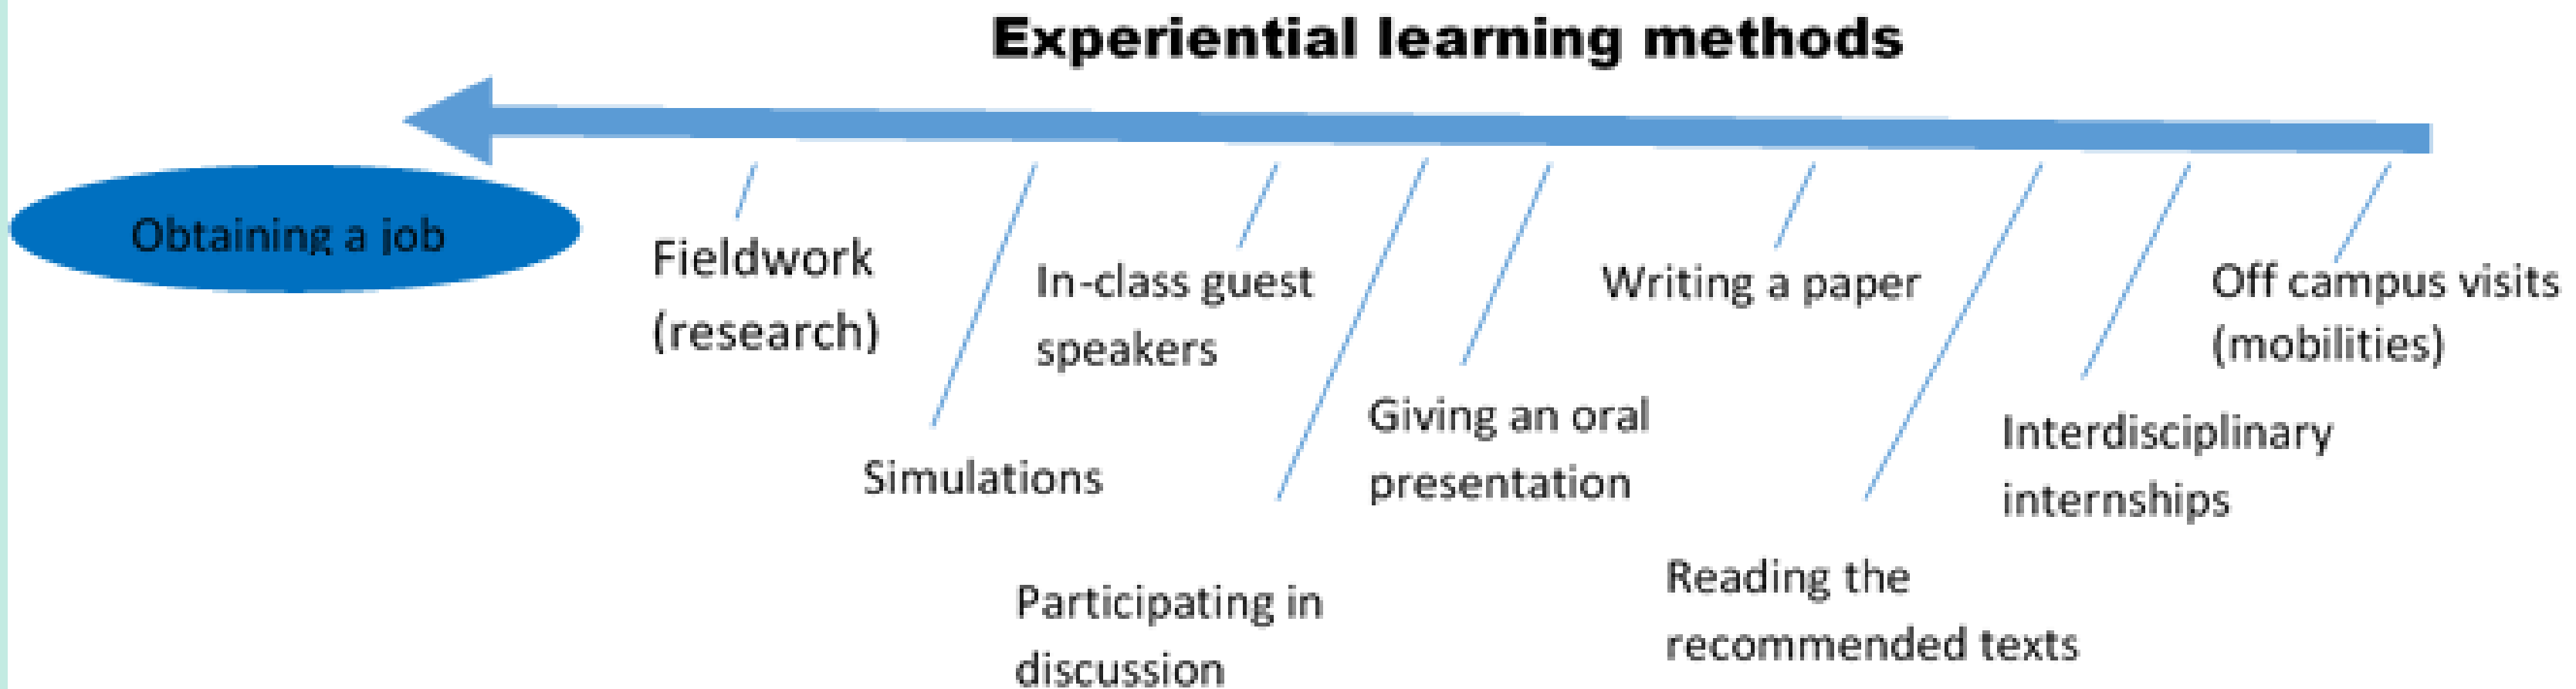 Experiential learning methods
Obtaining a job
Fieldwork
(research)
Simulations
In-class guest
speakers
Participating in
discussion
Giving an oral
presentation
Writing a paper
Reading the
recommended texts
Interdisciplinary
internships
Off campus visits
(mobilities)